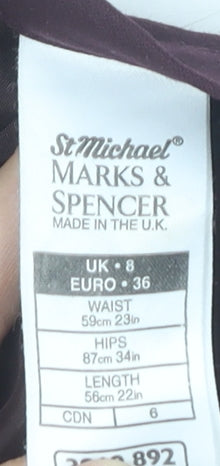 St Michael®
MARKS &
SPENCER
MADE IN THE U.K.
UK • 8
EURO • 36
WAIST
59cm 23in
HIPS
87cm 34in
LENGTH
56cm 22in
CDN 6
892